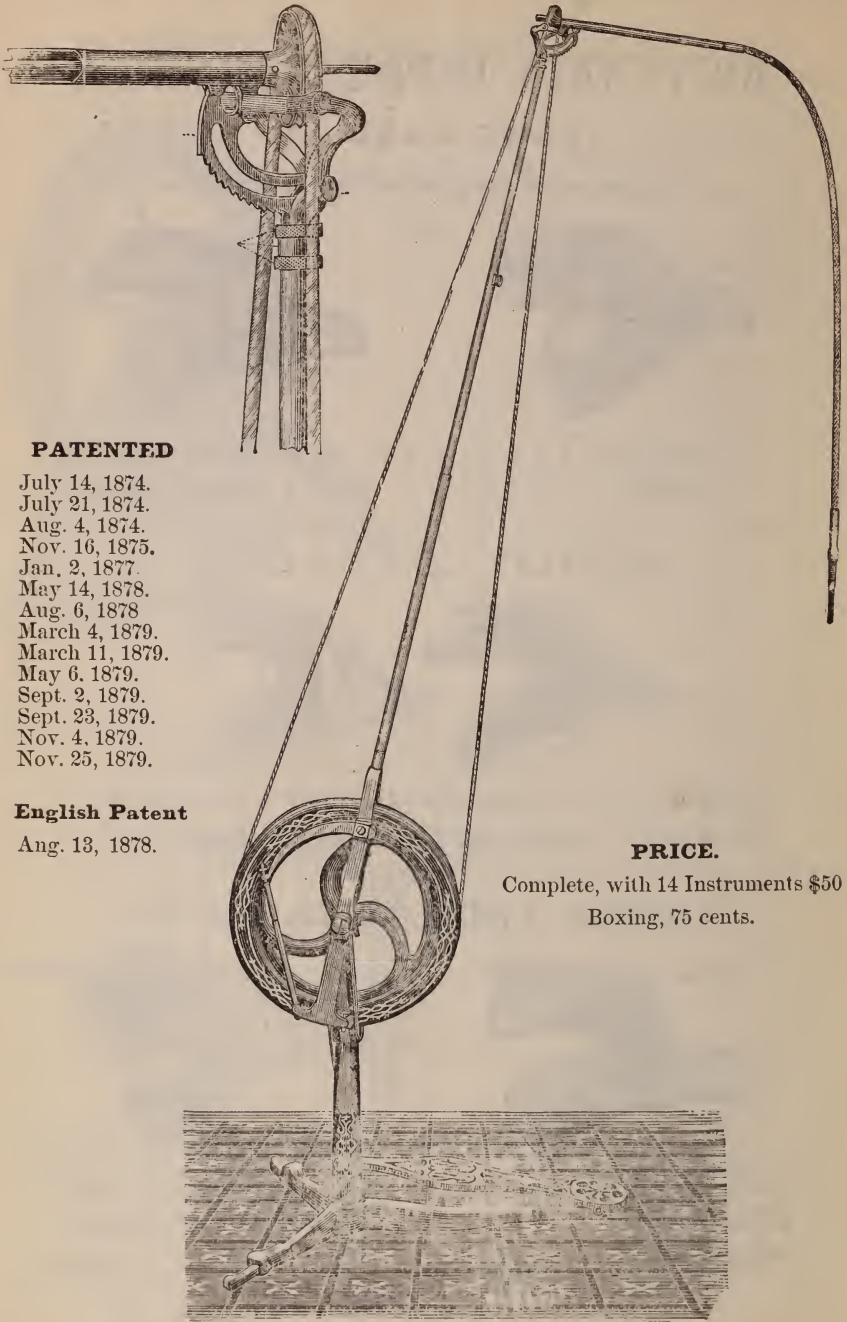 PATENTED
July 14, 1874.
July 21, 1874.
Aug. 4, 1874.
Nov. 16, 1875.
Jan. 2, 1877.
May 14, 1878.
Aug. 6, 1878
March 4, 1879.
March 11, 1879.
May 6. 1879.
Sept. 2, 1879.
Sept. 23, 1879.
Nov. 4, 1879.
Nov. 25, 1879.
English Patent
Aug. 13, 1878.
PRICE.
Complete, with 14 Instruments $50
Boxing, 75 cents.